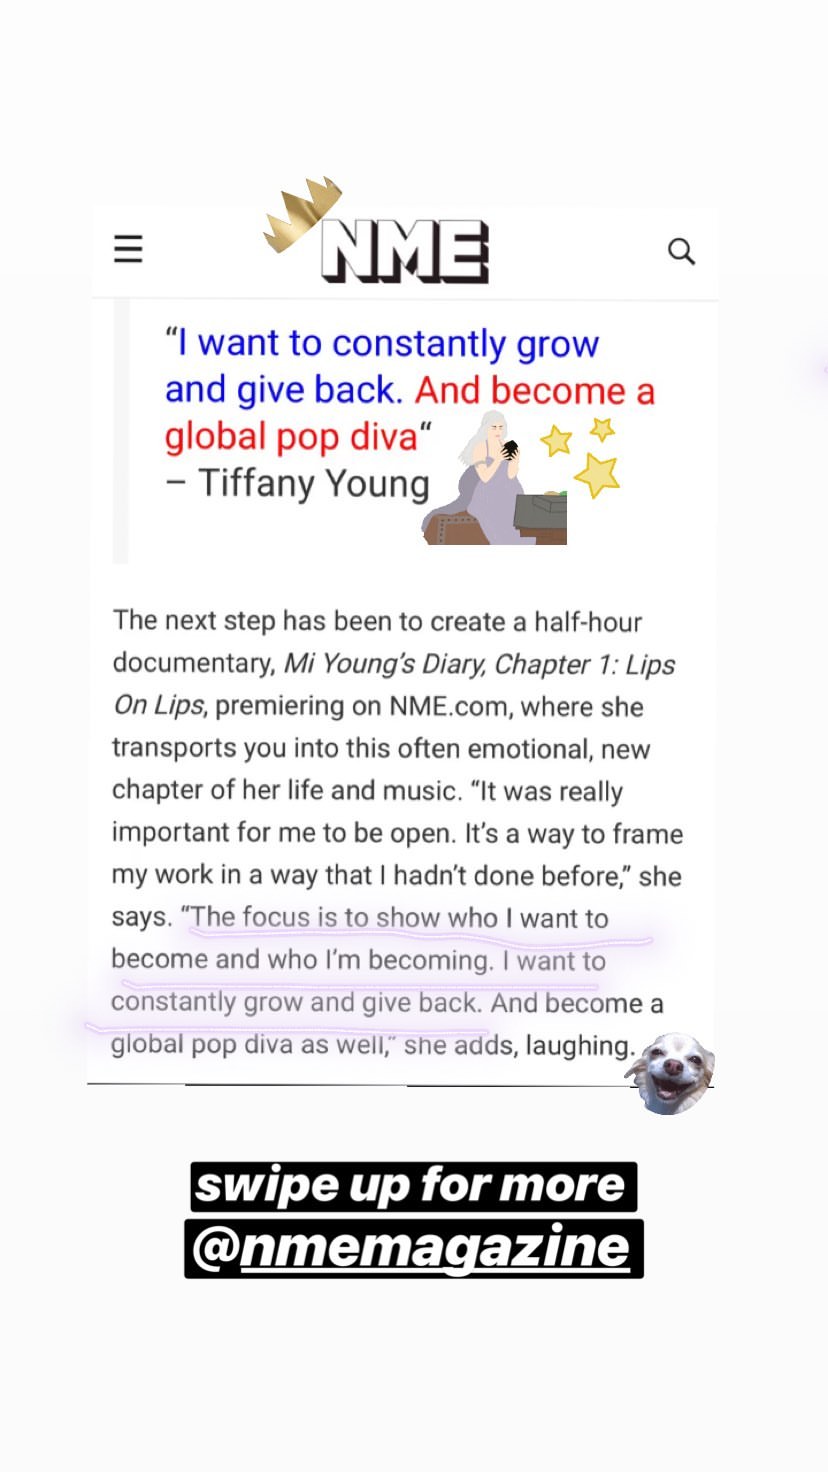 NME
“I want to constantly grow
and give back. And become a
global pop diva“
– Tiffany Young
The next step has been to create a half-hour
documentary, Mi Young’s Diary, Chapter 1: Lips
On Lips, premiering on NME.com, where she
transports you into this often emotional, new
chapter of her life and music. “It was really
important for me to be open. It’s a way to frame
my work in a way that I hadn’t done before,” she
says. “The focus is to show who I want to
become and who I’m becoming. I want to
constantly grow and give back. And become a
global pop diva as well,” she adds, laughing.
swipe up for more
@nmemagazine